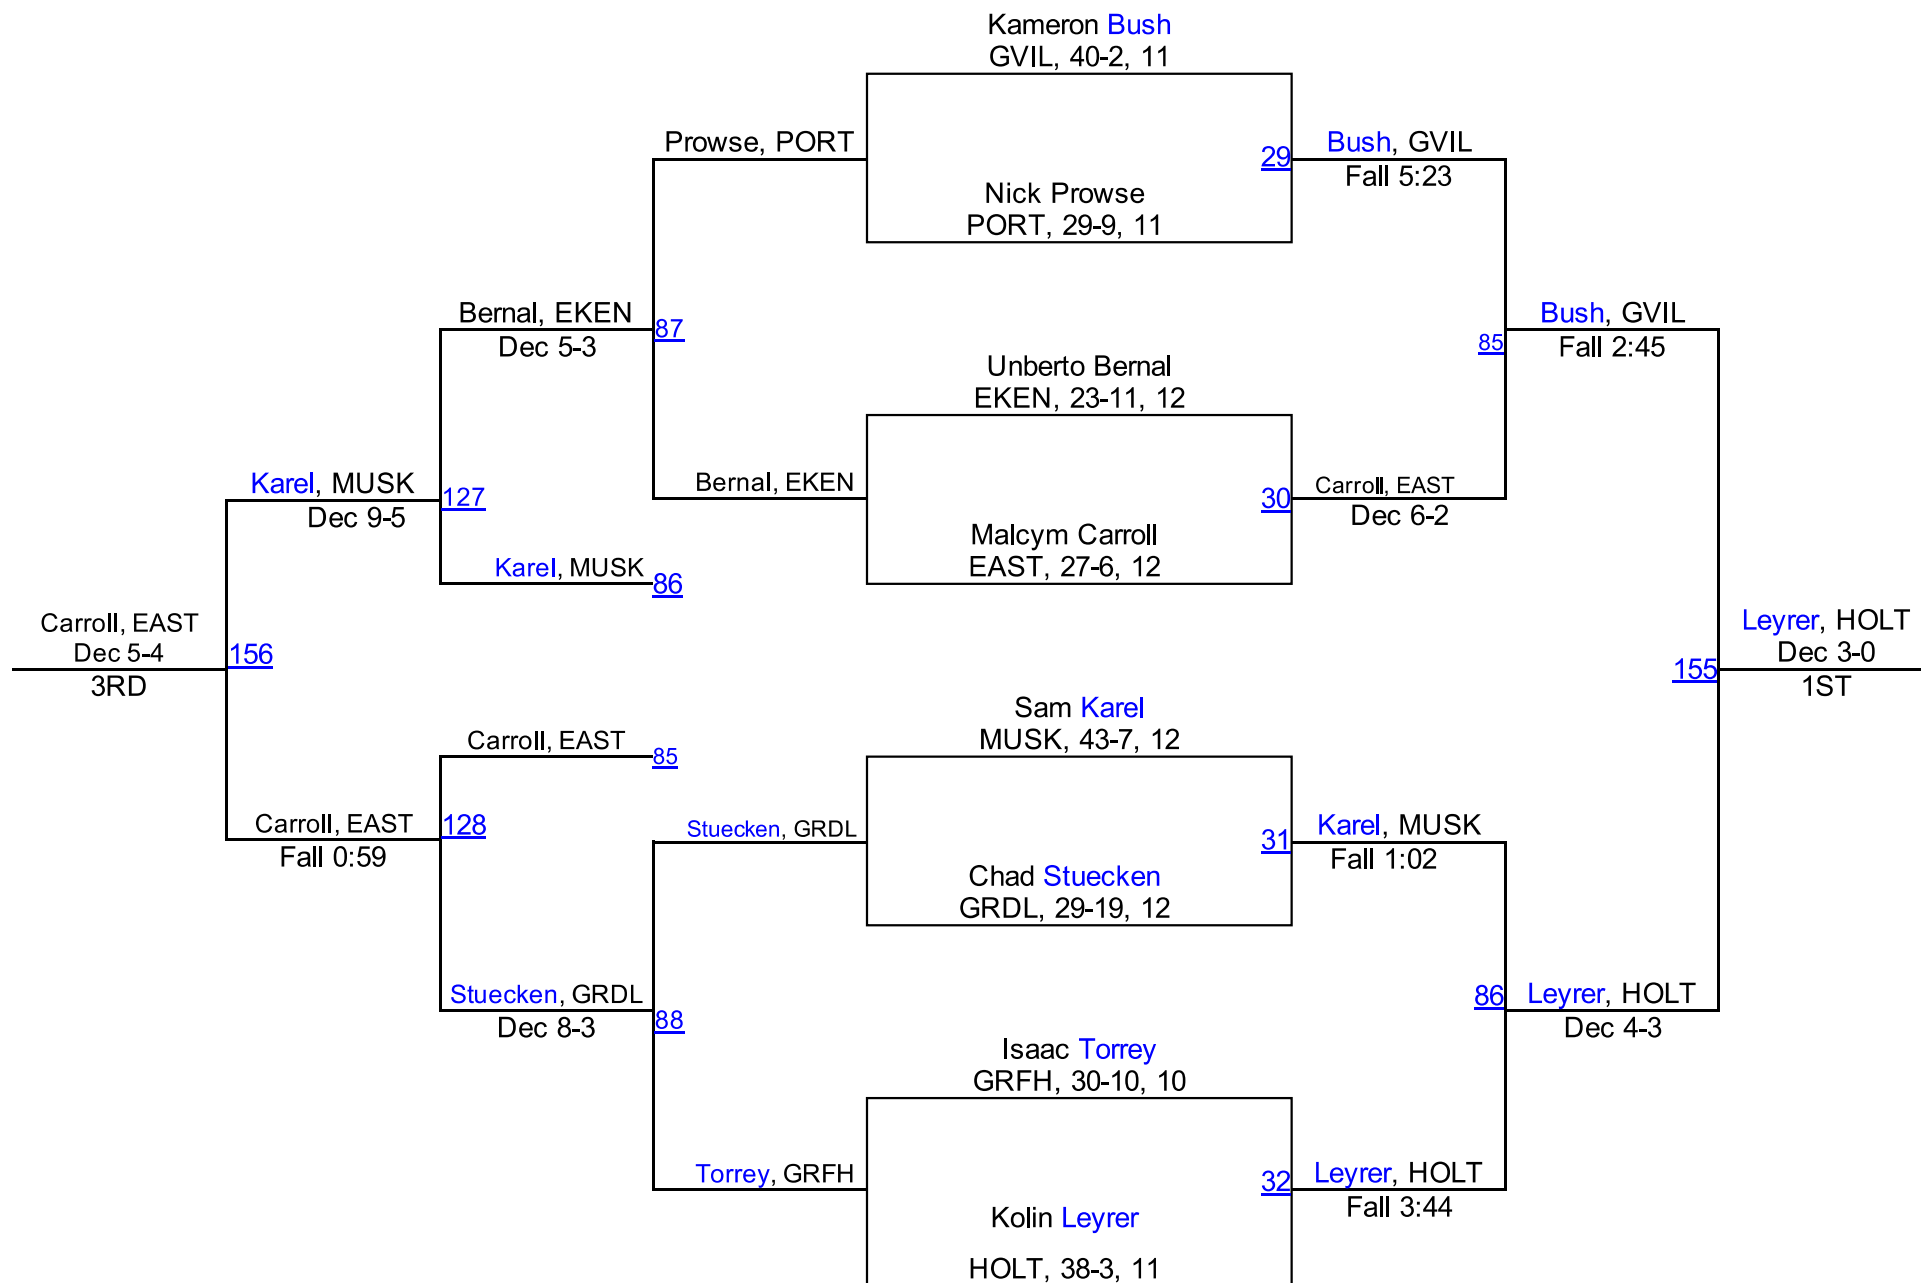 Kameron Bush
GVIL, 40-2, 11
Prowse, PORT
29
Bush, GVIL
Fall 5:23
Nick Prowse
PORT, 29-9, 11
Bernal, EKEN
Dec 5-3
87
Bush, GVIL
Fall 2:45
85
Unberto Bernal
EKEN, 23-11, 12
Karel, MUSK
Dec 9-5
127
Bernal, EKEN
30
Carroll, EAST
Dec 6-2
Malcym Carroll
EAST, 27-6, 12
Karel, MUSK
86
Carroll, EAST
Dec 5-4
3RD
156
155
Leyrer, HOLT
Dec 3-0
1ST
Sam Karel
MUSK, 43-7, 12
Carroll, EAST
85
Carroll, EAST
Fall 0:59
128
Stuecken, GRDL
31
Karel, MUSK
Fall 1:02
Chad Stuecken
GRDL, 29-19, 12
Stuecken, GRDL
Dec 8-3
88
86
Leyrer, HOLT
Dec 4-3
Isaac Torrey
GRFH, 30-10, 10
Torrey, GRFH
32
Leyrer, HOLT
Fall 3:44
Kolin Leyrer
HOLT, 38-3, 11